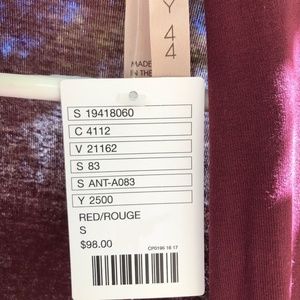 Y 44
MADE
IN THE
S 19418060
C 4112
V 21162
S 83
S ANT-A083
Y 2500
RED/ROUGE
S
$98.00
CP0196 16 17